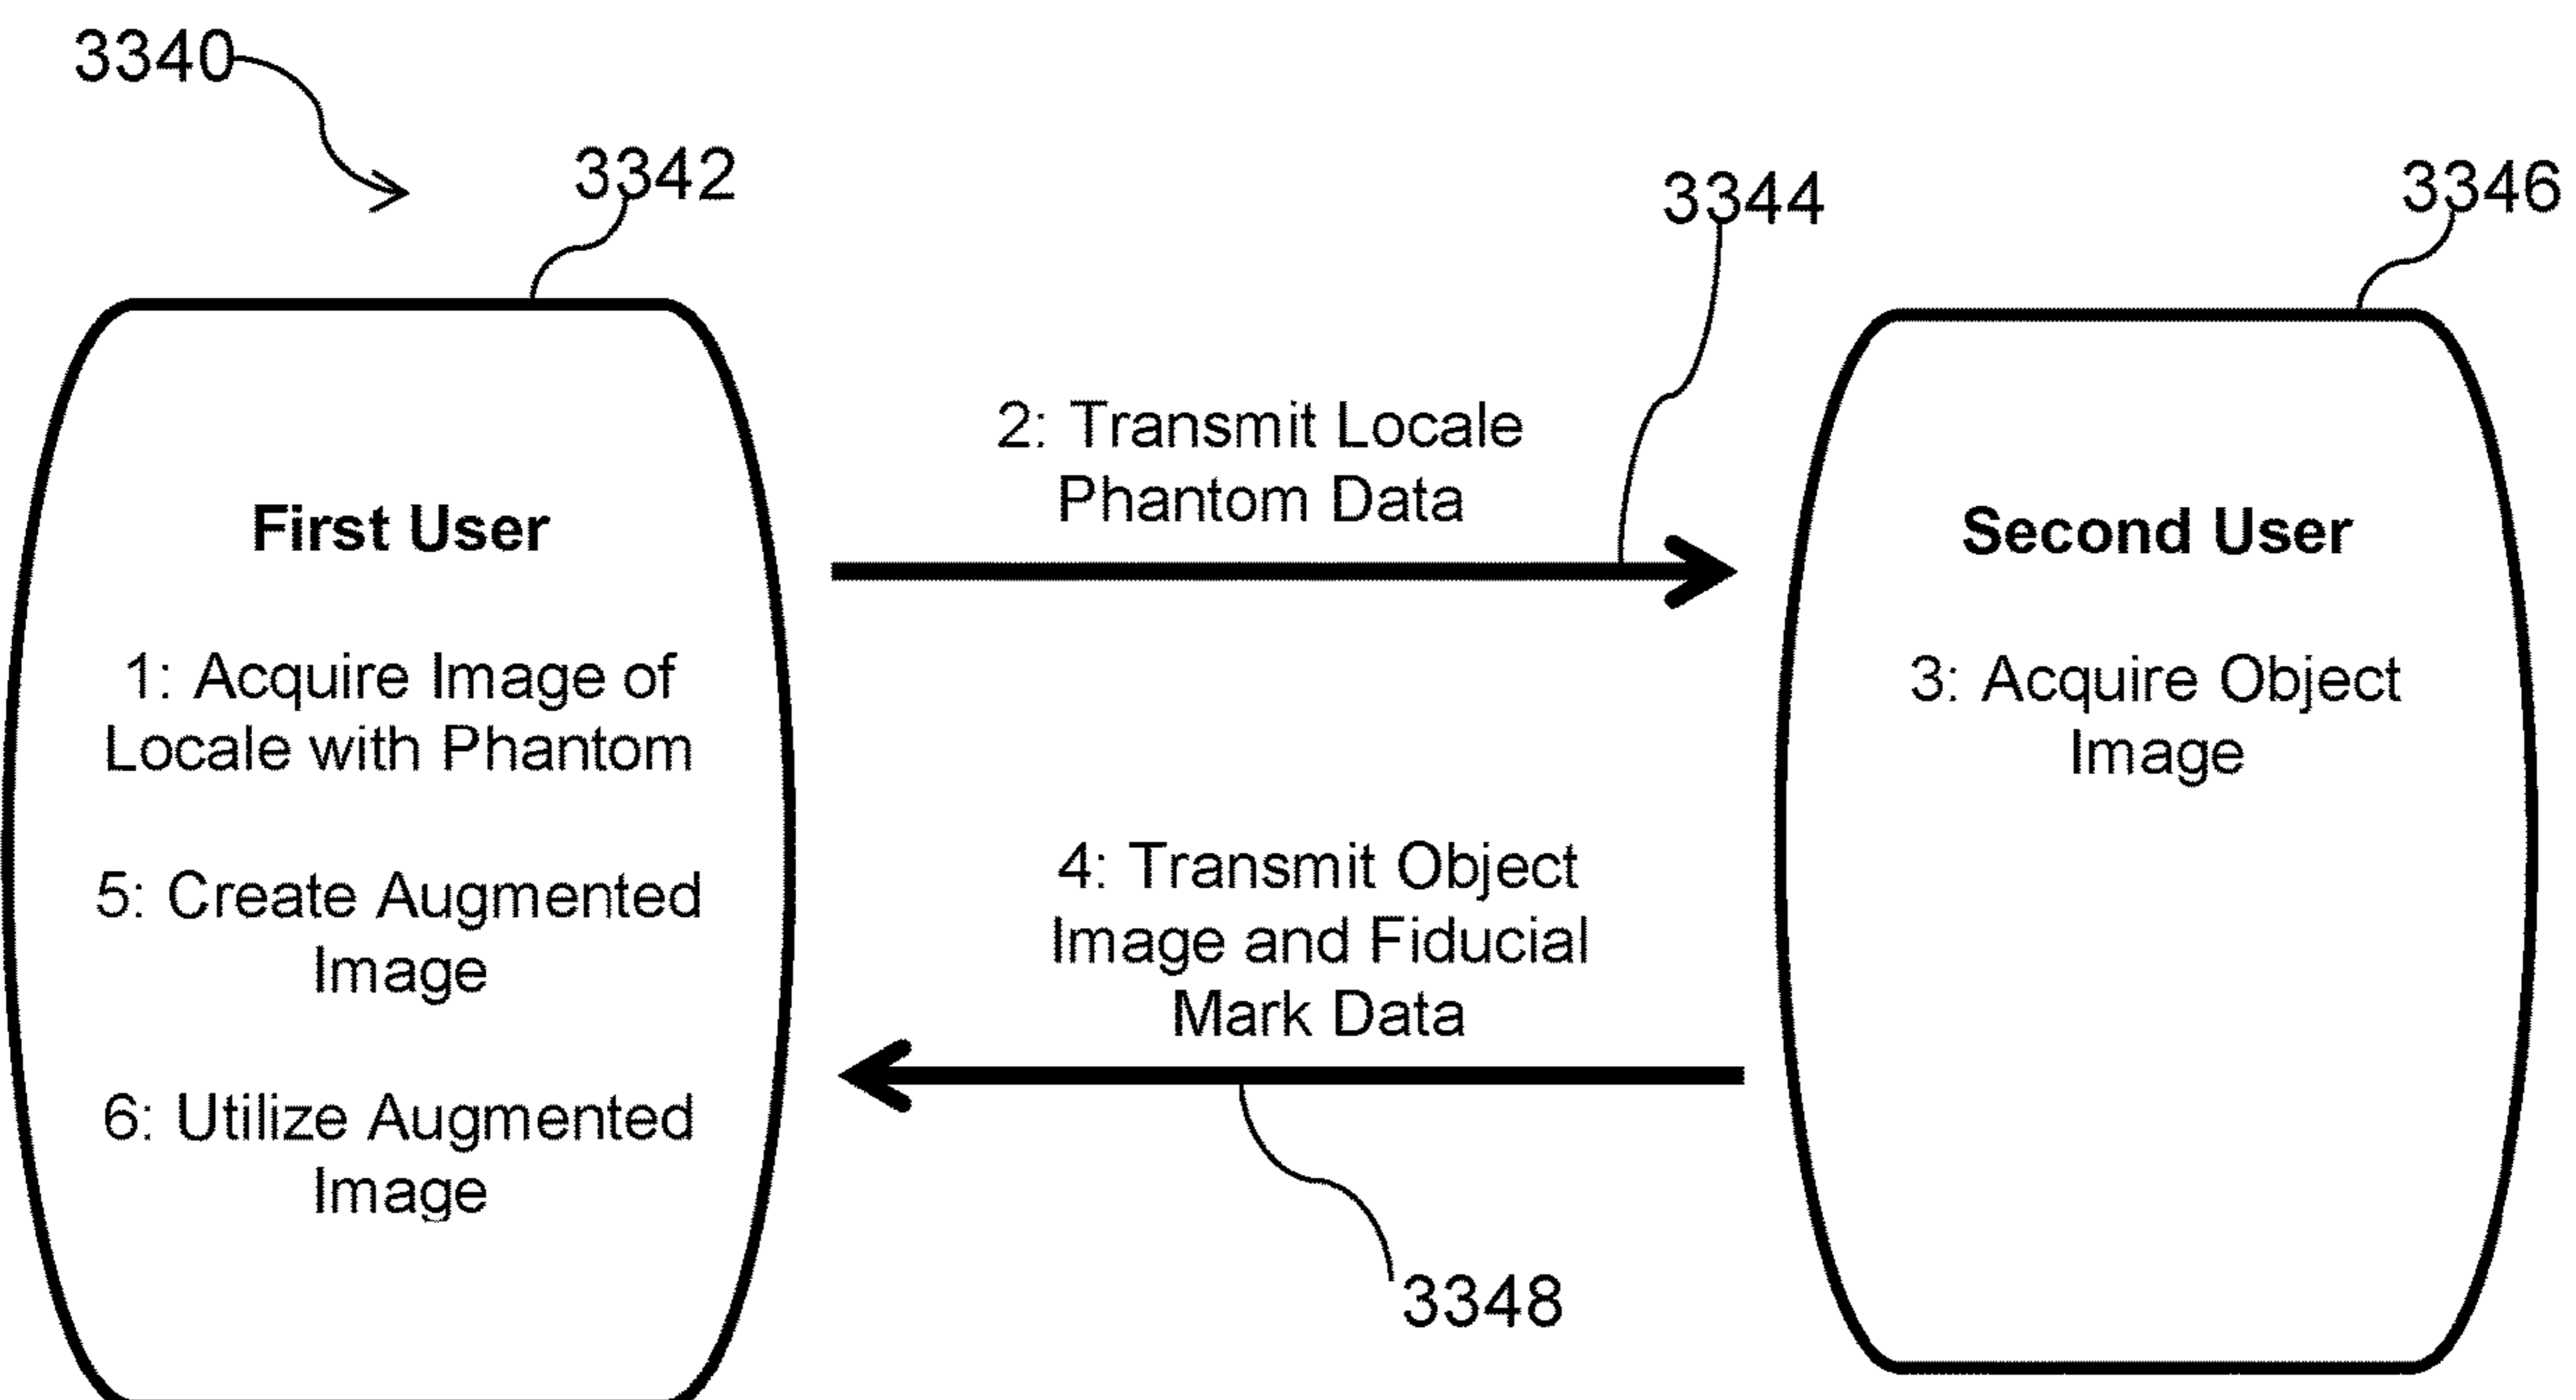 3340
3342
3344
3346
First User
1: Acquire Image of
Locale with Phantom
5: Create Augmented
Image
6: Utilize Augmented
Image
2: Transmit Locale
Phantom Data
4: Transmit Object
Image and Fiducial
Mark Data
3348
Second User
3: Acquire Object
Image